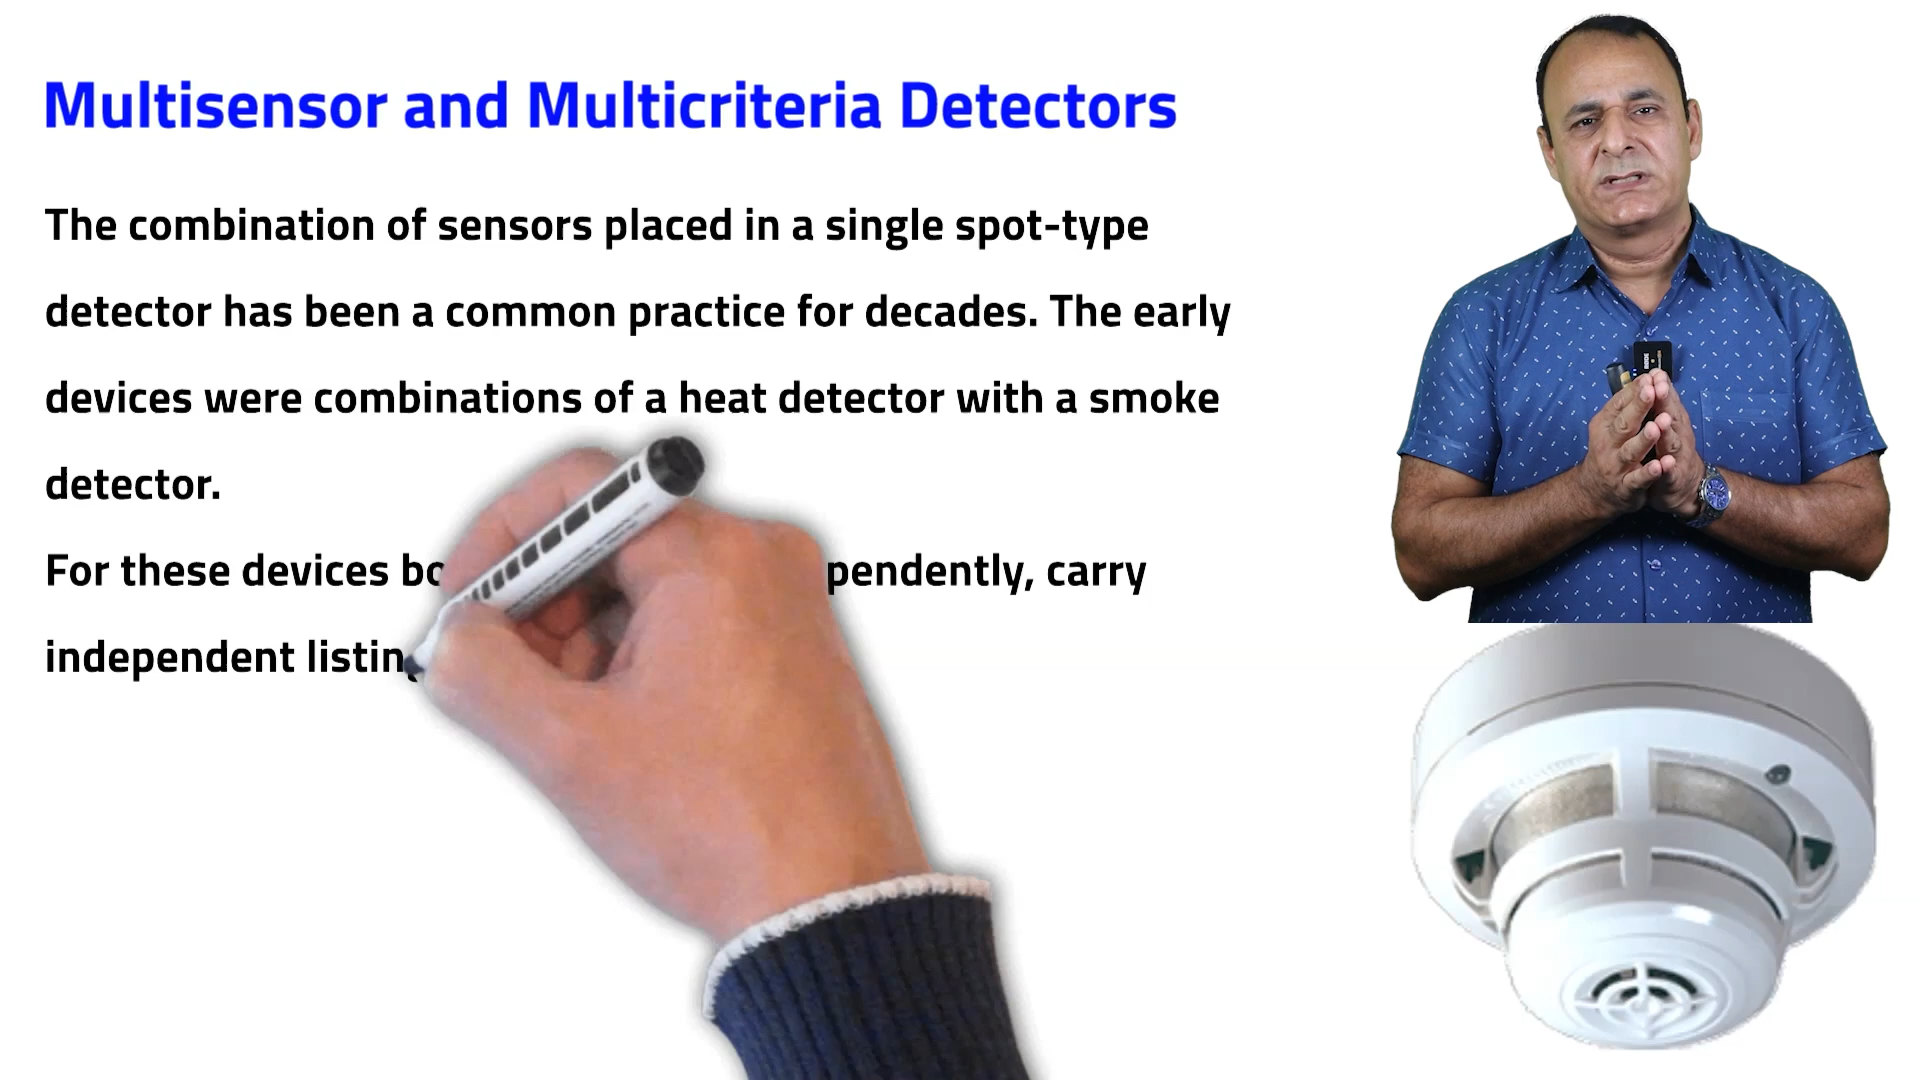 Multisensor and Multicriteria Detectors
The combination of sensors placed in a single spot-type
detector has been a common practice for decades. The early
devices were combinations of a heat detector with a smoke
detector.
For these devices pendently, carry
independent listin